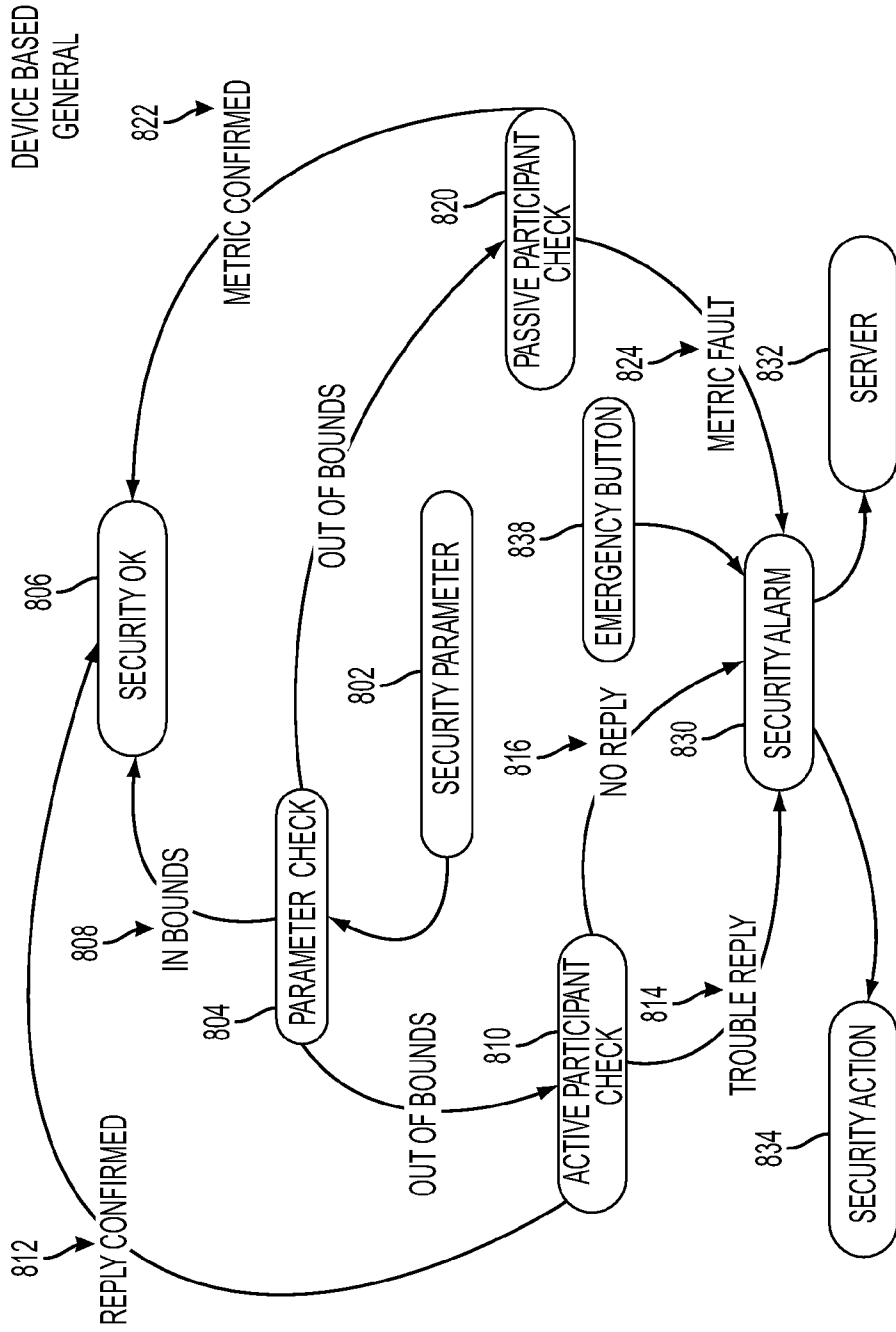 DEVICE BASED
GENERAL
812
REPLY CONFIRMED
806
SECURITY OK
822
METRIC CONFIRMED
808
IN BOUNDS
804
PARAMETER CHECK
OUT OF BOUNDS
OUT OF BOUNDS
802
SECURITY PARAMETER
820
PASSIVE PARTICIPANT
CHECK
810
ACTIVE PARTICIPANT
CHECK
816
NO REPLY
838
EMERGENCY BUTTON
824
METRIC FAULT
814
TROUBLE REPLY
830
SECURITY ALARM
832
SERVER
834
SECURITY ACTION